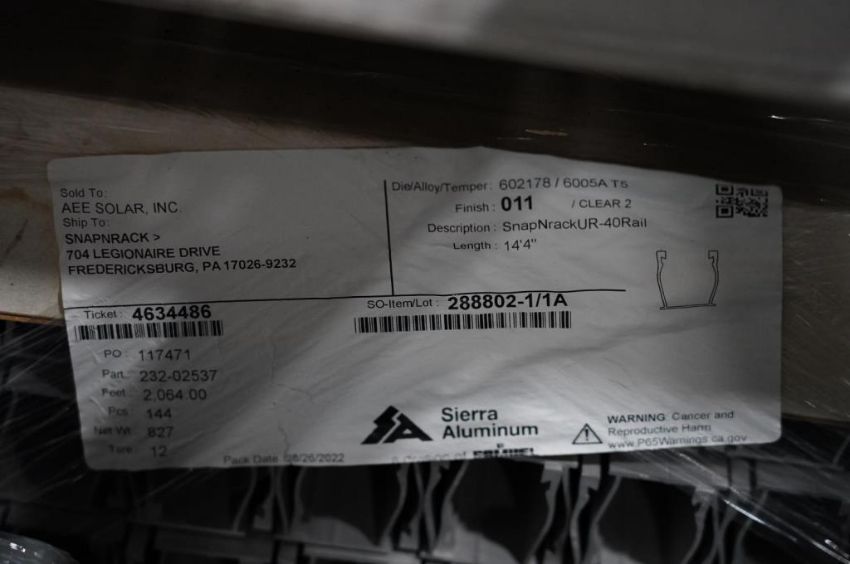 Sold To:
AEE SOLAR, INC.
Ship To:
SNAPNRACK >
704 LEGIONAIRE DRIVE
FREDERICKSBURG, PA 17026-9232
Die/Alloy/Temper: 602178 / 6005A T5
Finish: 011 / CLEAR 2
Description: SnapNrackUR-40Rail
Length: 14'4"
Ticket: 4634486
SO-Item/Lot: 288802-1/1A
PO: 117471
Part: 232-02537
Feet: 2,064.00
Pcs: 144
Net Wt: 827
Tare: 12
Pack Date: /26/2022
Sierra
Aluminum
WARNING: Cancer and
Reproductive Harm
www.P65Warnings.ca.gov